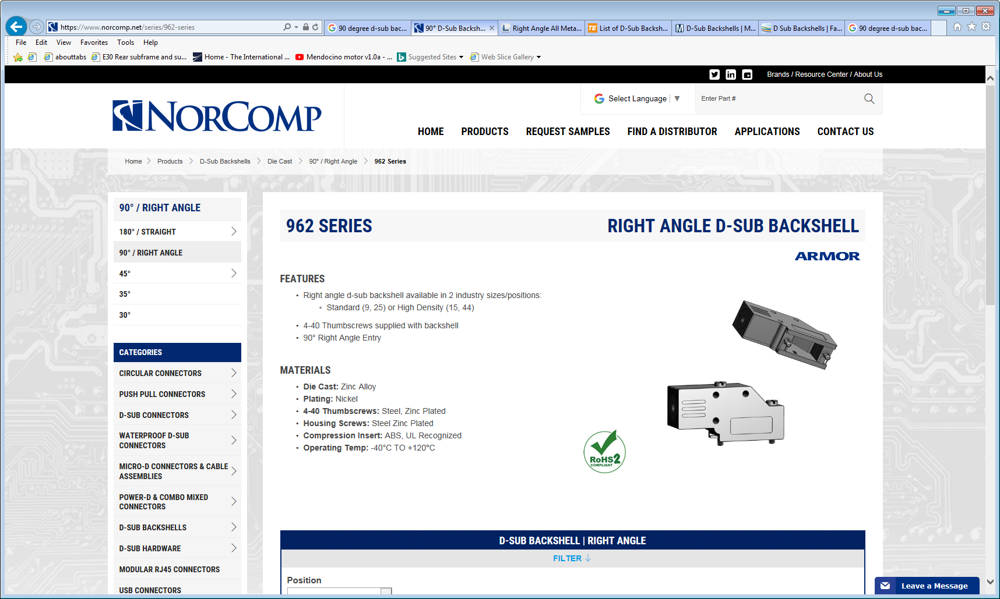 https://www.norcomp.net/series/962-series
90 degree d-sub bac...
90° D-Sub Backsh...
Right Angle All Meta...
TE List of D-Sub Backsh...
M D-Sub Backshells | M...
D Sub Backshells | Fa...
90 degree d-sub bac...
File Edit View Favorites Tools Help
abouttabs
E30 Rear subframe and su...
Home - The International ...
Mendocino motor v1.0a - ...
Suggested Sites
Web Slice Gallery
Brands / Resource Center / About Us
NORCOMP
Select Language
Enter Part #
HOME PRODUCTS REQUEST SAMPLES FIND A DISTRIBUTOR APPLICATIONS CONTACT US
Home Products D-Sub Backshells Die Cast 90° / Right Angle 962 Series
90° / RIGHT ANGLE
180° / STRAIGHT
90° / RIGHT ANGLE
45°
35°
30°
CATEGORIES
CIRCULAR CONNECTORS
PUSH PULL CONNECTORS
D-SUB CONNECTORS
WATERPROOF D-SUB
CONNECTORS
MICRO-D CONNECTORS & CABLE
ASSEMBLIES
POWER-D & COMBO MIXED
CONNECTORS
D-SUB BACKSHELLS
D-SUB HARDWARE
MODULAR RJ45 CONNECTORS
USB CONNECTORS
962 SERIES RIGHT ANGLE D-SUB BACKSHELL
ARMOR
FEATURES
• Right angle d-sub backshell available in 2 industry sizes/positions:
◦ Standard (9, 25) or High Density (15, 44)
• 4-40 Thumbscrews supplied with backshell
• 90° Right Angle Entry
MATERIALS
• Die Cast: Zinc Alloy
• Plating: Nickel
• 4-40 Thumbscrews: Steel, Zinc Plated
• Housing Screws: Steel Zinc Plated
• Compression Insert: ABS, UL Recognized
• Operating Temp: -40°C TO +120°C
RoHS2
COMPLIANT
D-SUB BACKSHELL | RIGHT ANGLE
FILTER
Position
Leave a Message